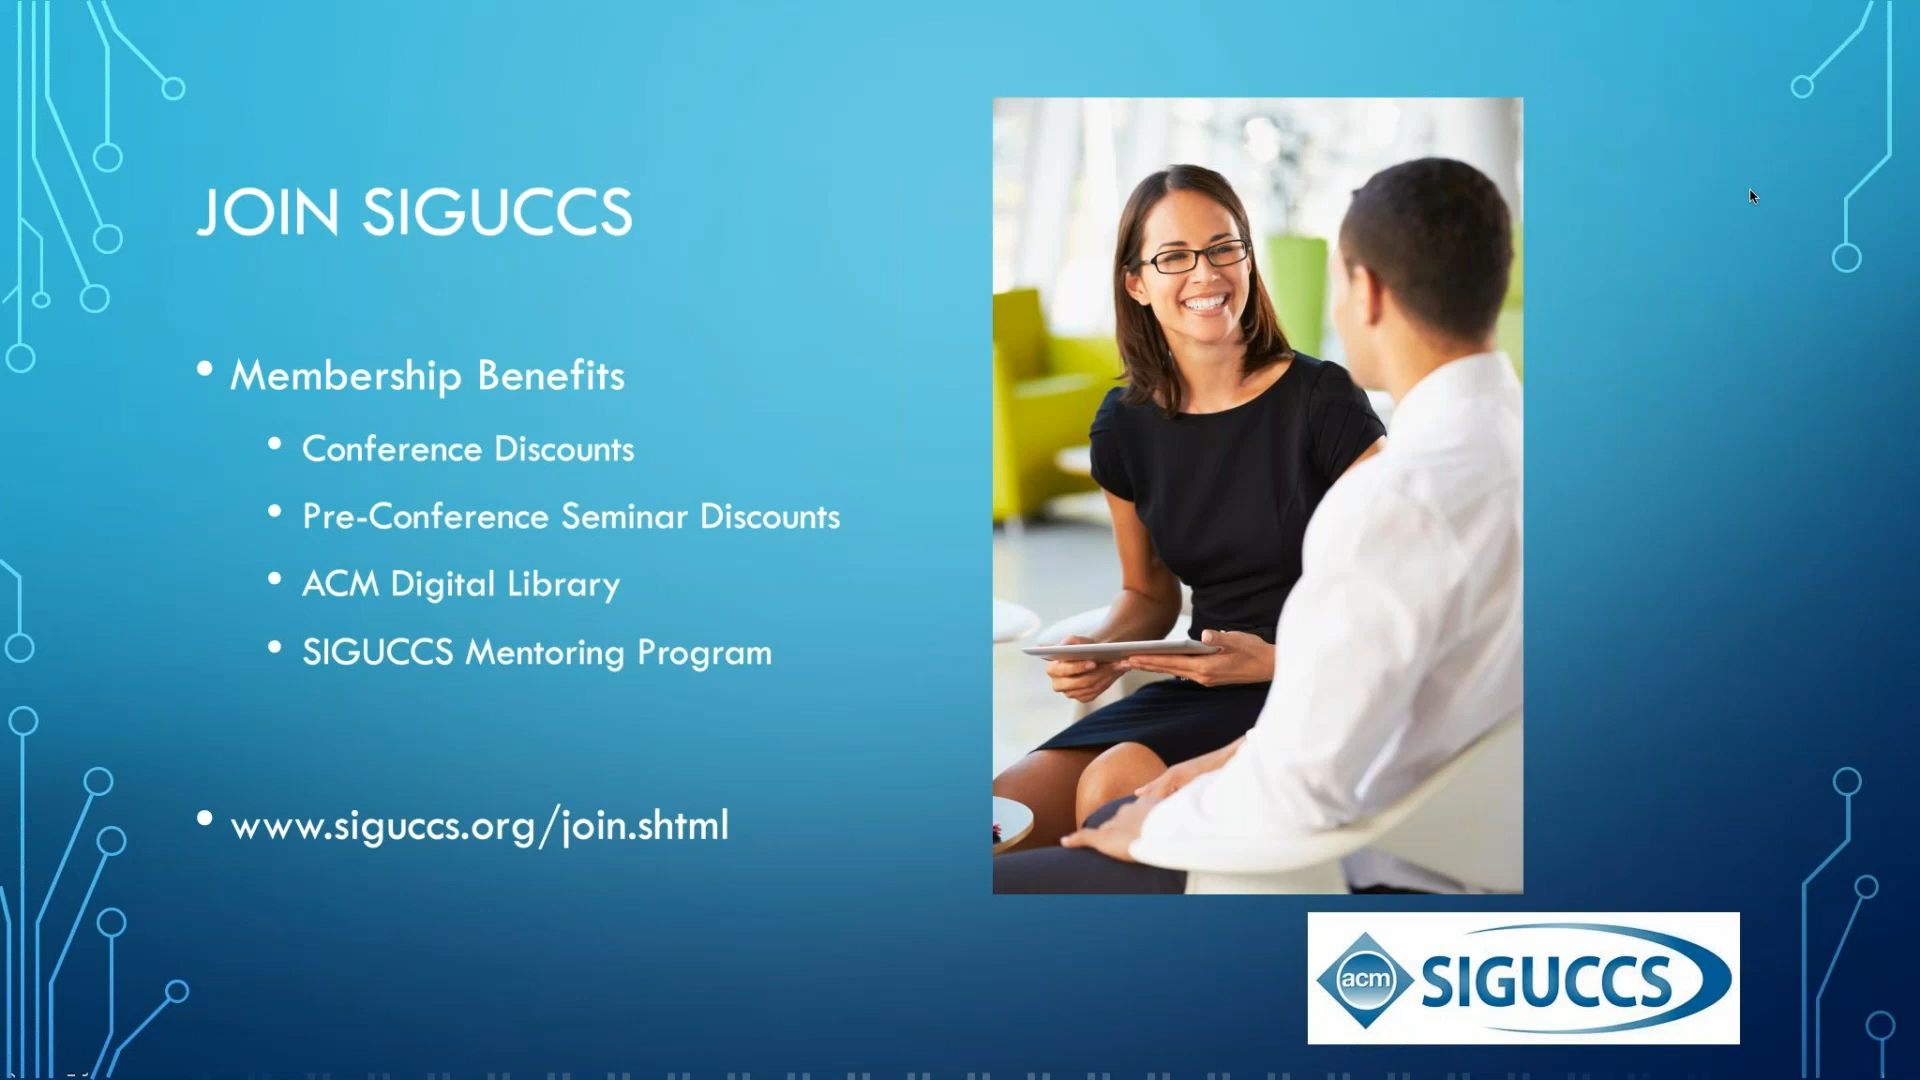 JOIN SIGUCCS
• Membership Benefits
• Conference Discounts
• Pre-Conference Seminar Discounts
• ACM Digital Library
• SIGUCCS Mentoring Program
• www.siguccs.org/join.shtml
acm SIGUCCS